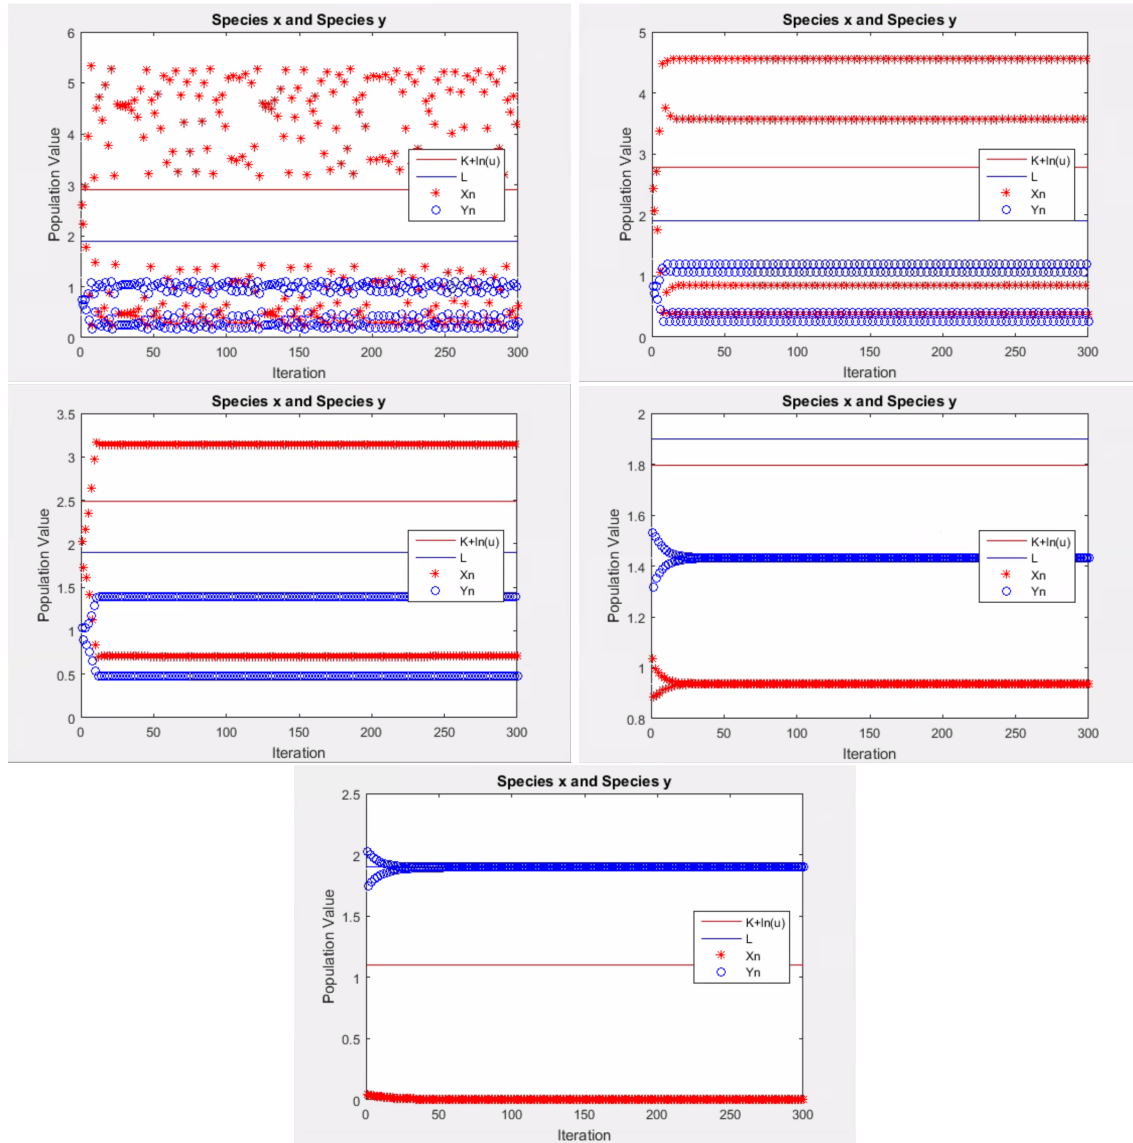 Species x and Species y
6
5
4
3
2
1
0
0
50
100
150
200
250
300
Population Value
Iteration
K+ln(u)
L
Xn
Yn
Species x and Species y
5
4
3
2
1
0
0
50
100
150
200
250
300
Population Value
Iteration
K+ln(u)
L
Xn
Yn
Species x and Species y
3.5
3
2.5
2
1.5
1
0.5
0
0
50
100
150
200
250
300
Population Value
Iteration
K+ln(u)
L
Xn
Yn
Species x and Species y
2
1.8
1.6
1.4
1.2
1
0.8
0
50
100
150
200
250
300
Population Value
Iteration
K+ln(u)
L
Xn
Yn
Species x and Species y
2.5
2
1.5
1
0.5
0
0
50
100
150
200
250
300
Population Value
Iteration
K+ln(u)
L
Xn
Yn